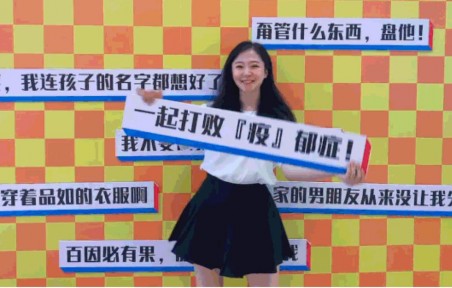 甭管什么东西，盘他！
，我连孩子的名字都想好了
一起打败『疫』郁症！
我不要
穿着品如的衣服啊
家的男朋友从来没让我
百因必有果，